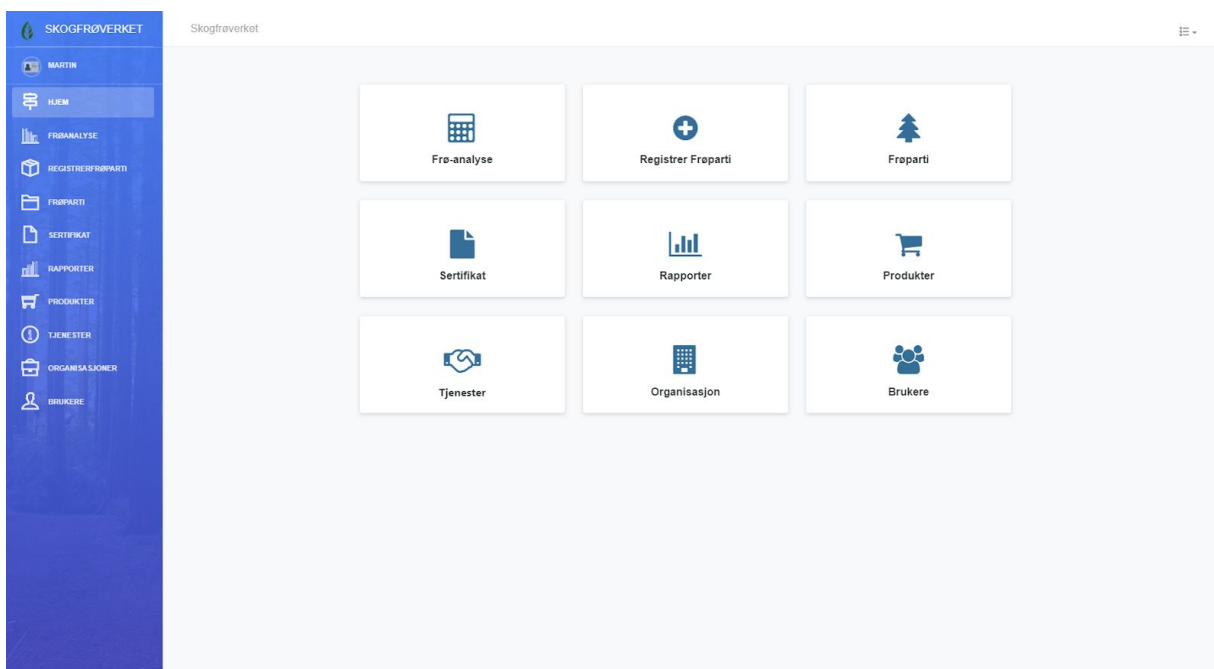 SKOGFRØVERKET
MARTIN
HJEM
FRØANALYSE
REGISTRERFRØPARTI
FRØPARTI
SERTIFIKAT
RAPPORTER
PRODUKTER
TJENESTER
ORGANISASJONER
BRUKERE
Skogfrøverket
Frø-analyse
Registrer Frøparti
Frøparti
Sertifikat
Rapporter
Produkter
Tjenester
Organisasjon
Brukere